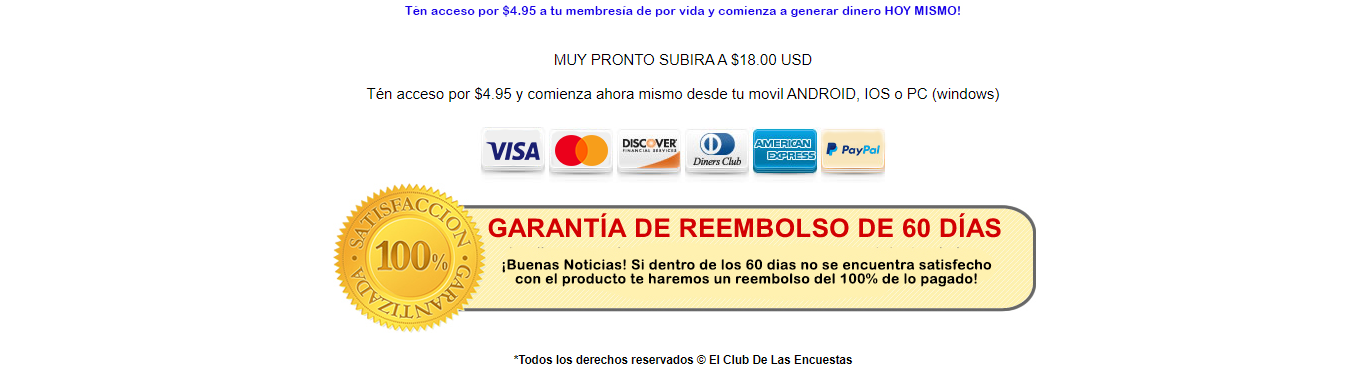 Tén acceso por $4.95 a tu membresía de por vida y comienza a generar dinero HOY MISMO!
MUY PRONTO SUBIRA A $18.00 USD
Tén acceso por $4.95 y comienza ahora mismo desde tu movil ANDROID, IOS o PC (windows)
VISA
DISCOVER
FINANCIAL SERVICES
Diners Club
AMERICAN
EXPRESS
PayPal
SATISFACCION
100%
GARANTIZADA
GARANTÍA DE REEMBOLSO DE 60 DÍAS
¡Buenas Noticias! Si dentro de los 60 dias no se encuentra satisfecho
con el producto te haremos un reembolso del 100% de lo pagado!
*Todos los derechos reservados © El Club De Las Encuestas